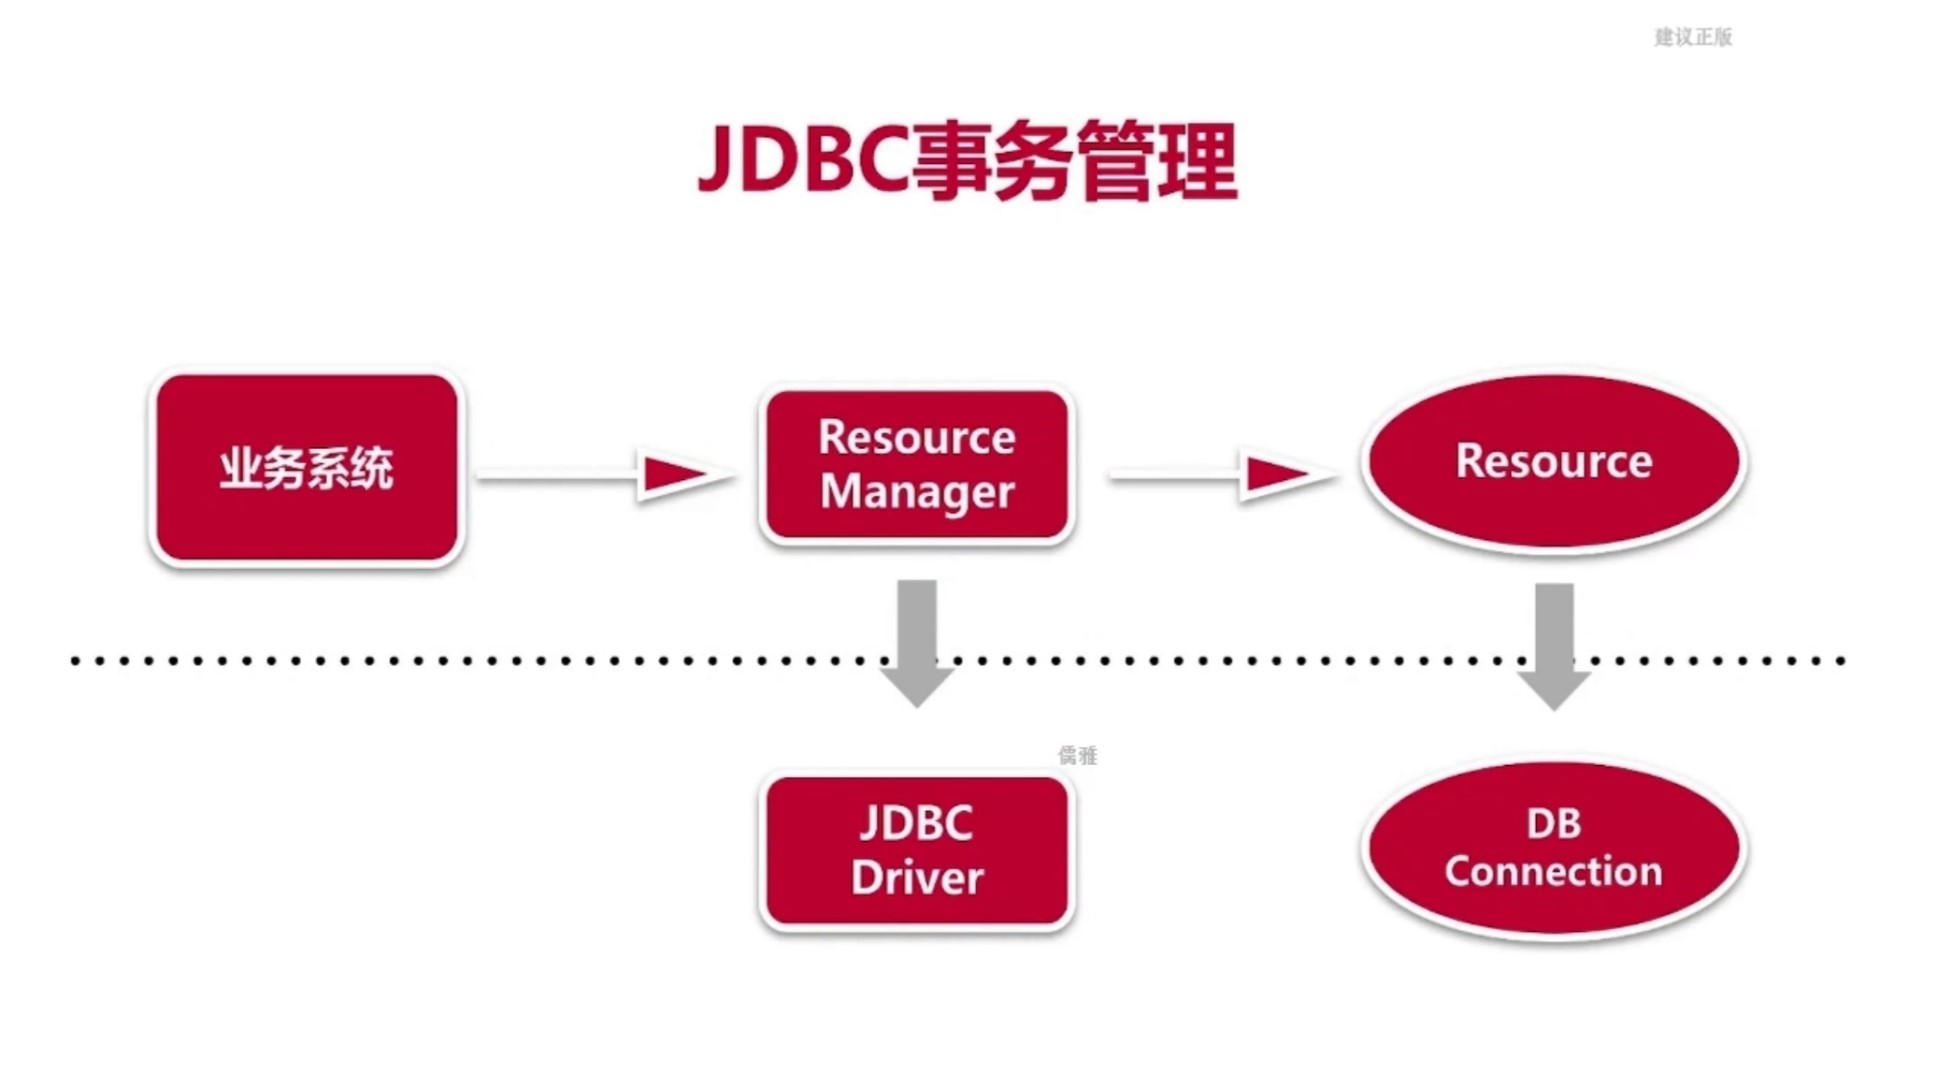 建议正版
JDBC事务管理
业务系统
Resource
Manager
Resource
儒雅
JDBC
Driver
DB
Connection